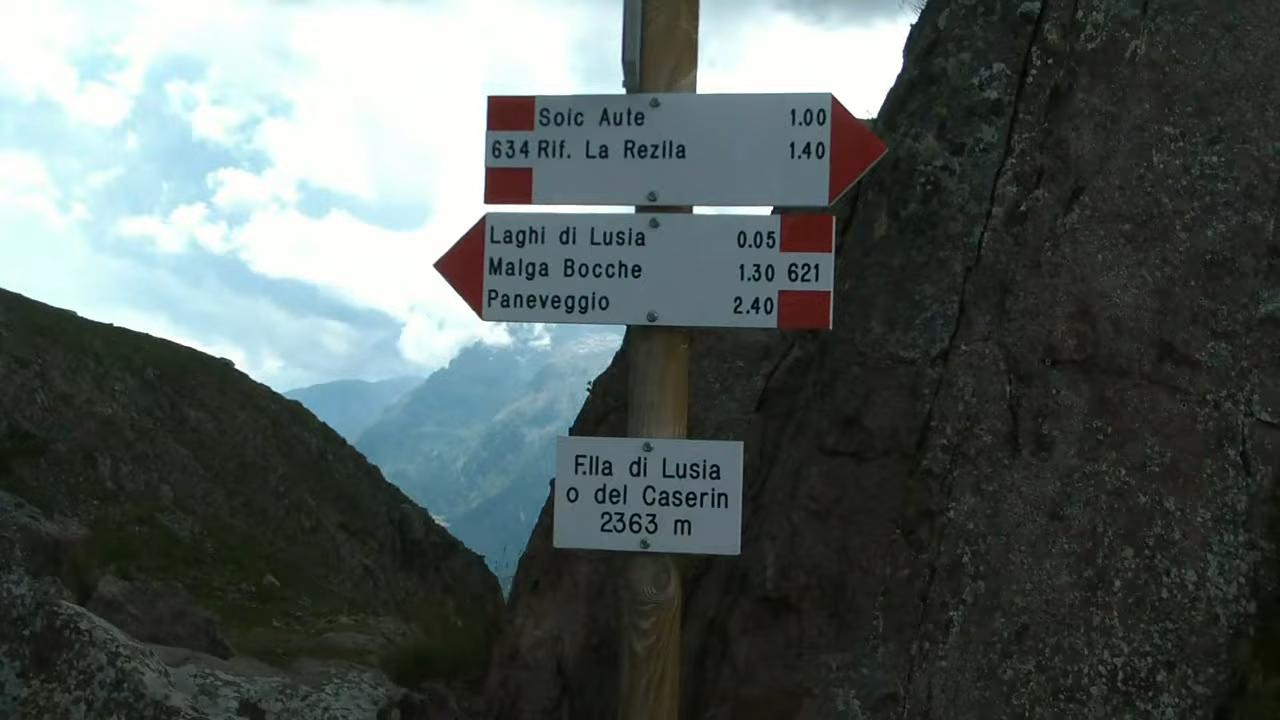 Soic Aute 1.00
634 Rif. La Rezila 1.40
Laghi di Lusia 0.05
Malga Bocche 1.30 621
Paneveggio 2.40
F.lla di Lusia
o del Caserin
2363 m